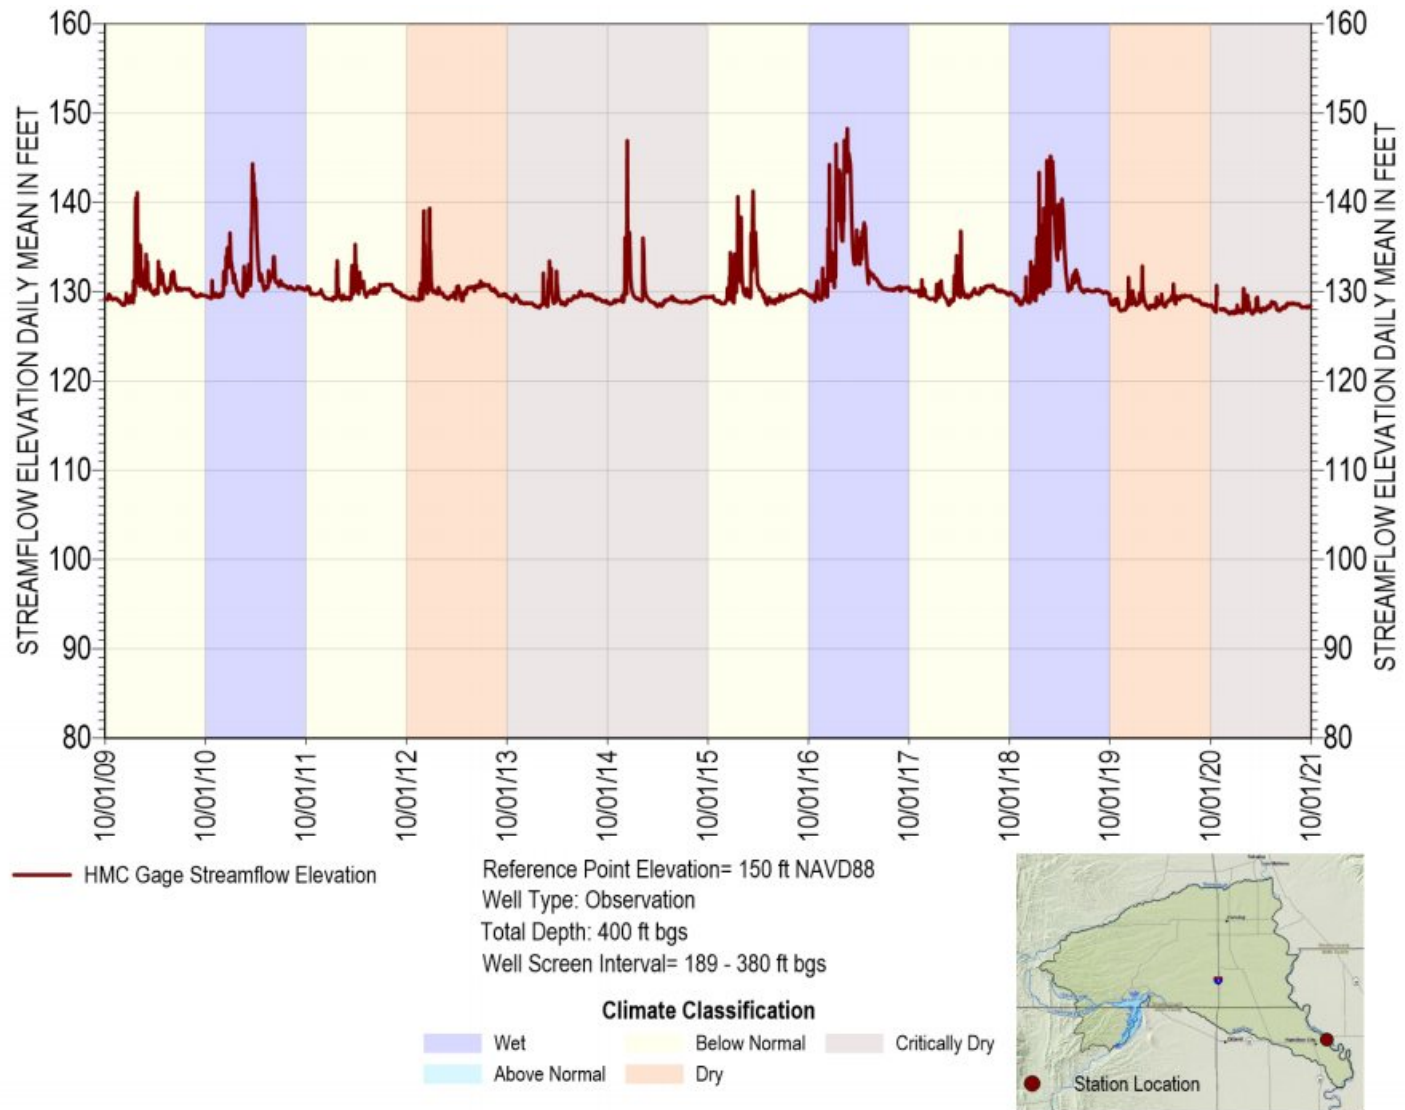 160
150
140
130
120
110
100
90
80
STREAMFLOW ELEVATION DAILY MEAN IN FEET
160
150
140
130
120
110
100
90
80
STREAMFLOW ELEVATION DAILY MEAN IN FEET
10/01/09
10/01/10
10/01/11
10/01/12
10/01/13
10/01/14
10/01/15
10/01/16
10/01/17
10/01/18
10/01/19
10/01/20
10/01/21
HMC Gage Streamflow Elevation
Reference Point Elevation= 150 ft NAVD88
Well Type: Observation
Total Depth: 400 ft bgs
Well Screen Interval= 189 - 380 ft bgs
Climate Classification
Wet
Below Normal
Critically Dry
Above Normal
Dry
Station Location